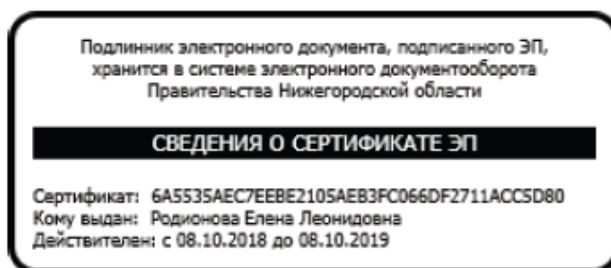 Подлинник электронного документа, подписанного ЭП,
хранится в системе электронного документооборота
Правительства Нижегородской области
СВЕДЕНИЯ О СЕРТИФИКАТЕ ЭП
Сертификат: 6A5535AEC7EEBE2105AEB3FC066DF2711ACC5D80
Кому выдан: Родионова Елена Леонидовна
Действителен: с 08.10.2018 до 08.10.2019